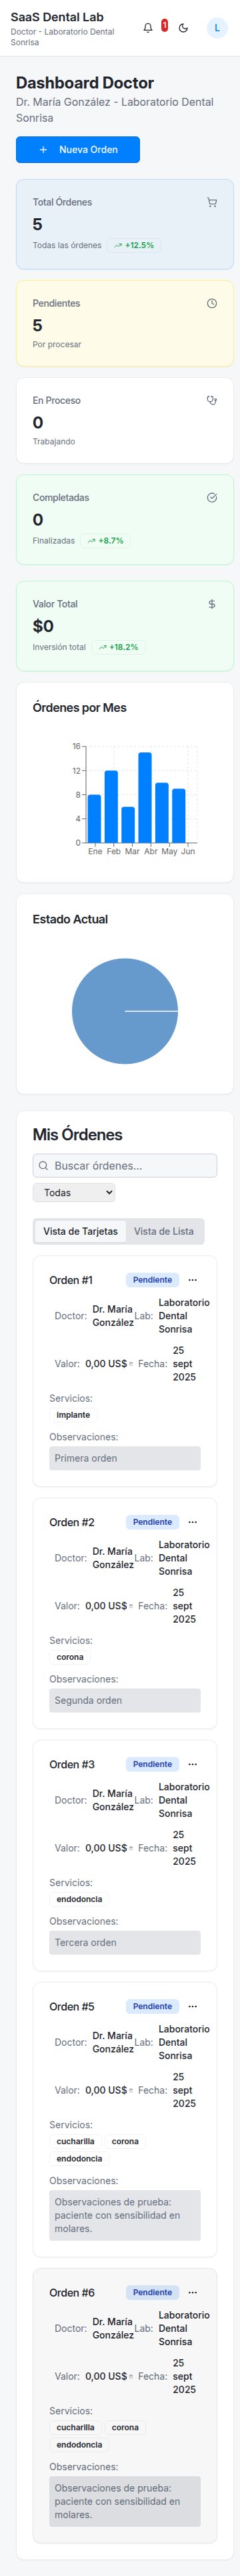 SaaS Dental Lab
Doctor - Laboratorio Dental
Sonrisa
1
L
Dashboard Doctor
Dr. María González - Laboratorio Dental
Sonrisa
Nueva Orden
Total Órdenes
5
Todas las órdenes +12.5%
Pendientes
5
Por procesar
En Proceso
0
Trabajando
Completadas
0
Finalizadas +8.7%
Valor Total
$0
Inversión total +18.2%
Órdenes por Mes
16
12
8
4
0
Ene Feb Mar Abr May Jun
Estado Actual
Mis Órdenes
Buscar órdenes...
Todas
Vista de Tarjetas Vista de Lista
Orden #1 Pendiente
Doctor: Dr. María González Lab: Laboratorio Dental Sonrisa
Valor: 0,00 US$ Fecha: 25 sept 2025
Servicios:
implante
Observaciones:
Primera orden
Orden #2 Pendiente
Doctor: Dr. María González Lab: Laboratorio Dental Sonrisa
Valor: 0,00 US$ Fecha: 25 sept 2025
Servicios:
corona
Observaciones:
Segunda orden
Orden #3 Pendiente
Doctor: Dr. María González Lab: Laboratorio Dental Sonrisa
Valor: 0,00 US$ Fecha: 25 sept 2025
Servicios:
endodoncia
Observaciones:
Tercera orden
Orden #5 Pendiente
Doctor: Dr. María González Lab: Laboratorio Dental Sonrisa
Valor: 0,00 US$ Fecha: 25 sept 2025
Servicios:
cucharilla corona
endodoncia
Observaciones:
Observaciones de prueba:
paciente con sensibilidad en
molares.
Orden #6 Pendiente
Doctor: Dr. María González Lab: Laboratorio Dental Sonrisa
Valor: 0,00 US$ Fecha: 25 sept 2025
Servicios:
cucharilla corona
endodoncia
Observaciones:
Observaciones de prueba:
paciente con sensibilidad en
molares.